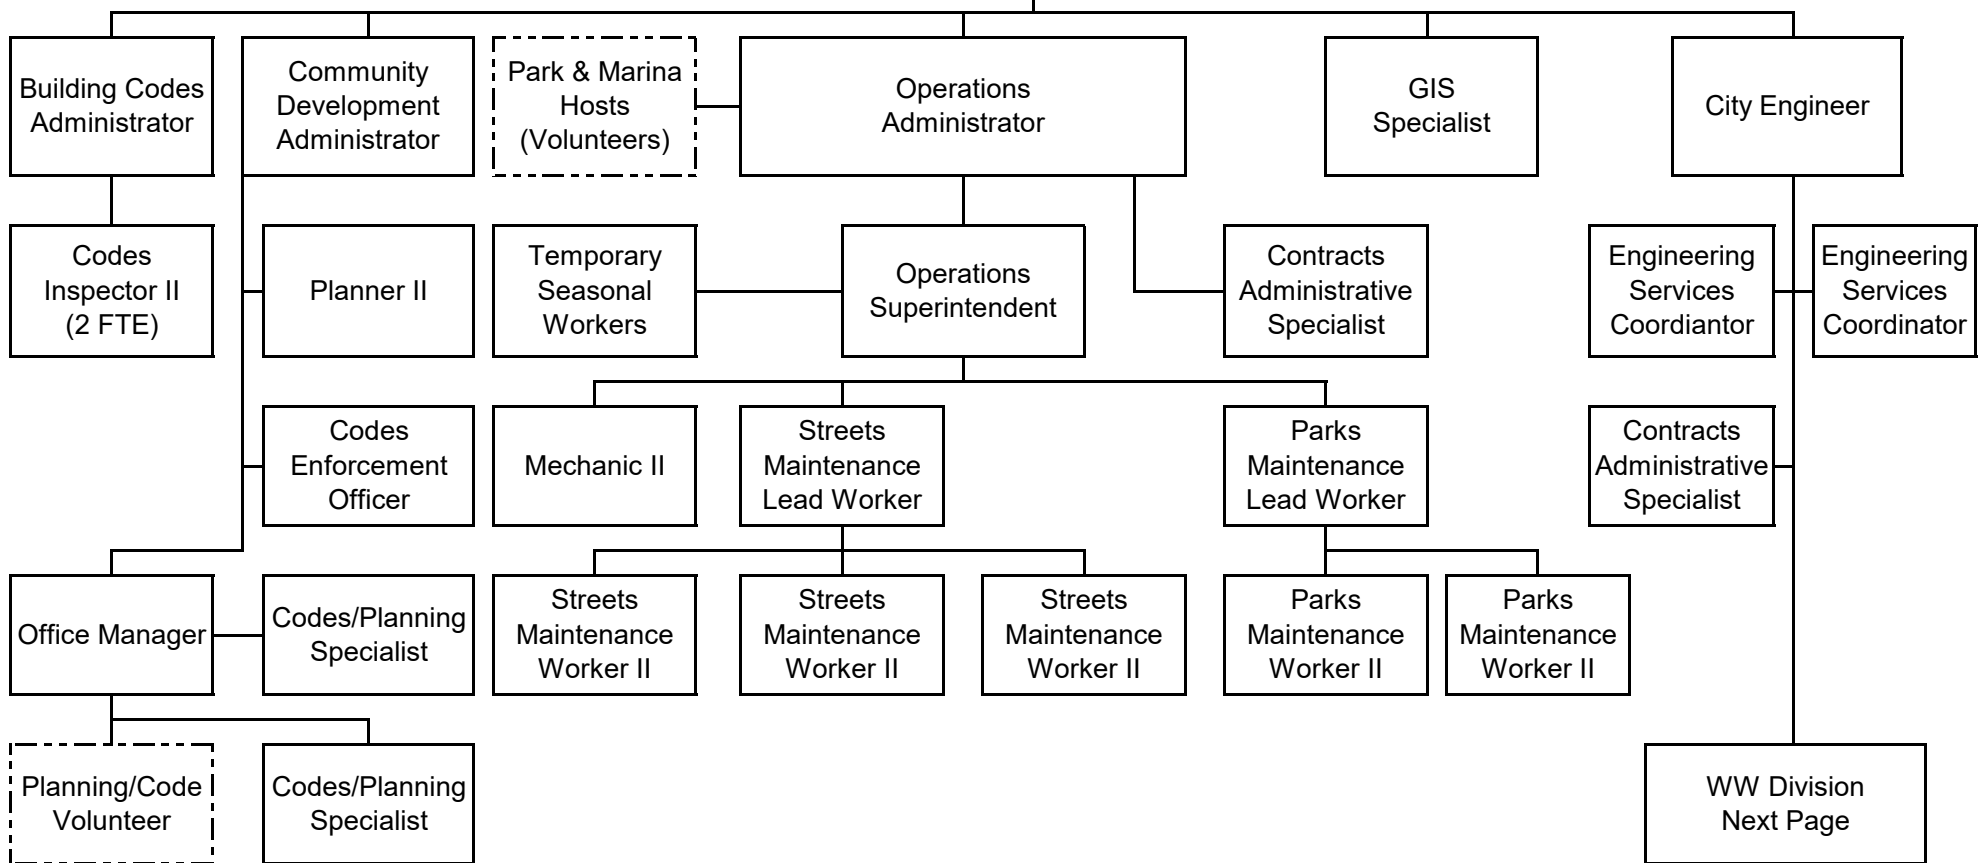 Building Codes
Administrator
Community
Development
Administrator
Park & Marina
Hosts
(Volunteers)
Operations
Administrator
GIS
Specialist
City Engineer
Codes
Inspector II
(2 FTE)
Planner II
Temporary
Seasonal
Workers
Operations
Superintendent
Contracts
Administrative
Specialist
Engineering
Services
Coordiantor
Engineering
Services
Coordinator
Codes
Enforcement
Officer
Mechanic II
Streets
Maintenance
Lead Worker
Parks
Maintenance
Lead Worker
Contracts
Administrative
Specialist
Office Manager
Codes/Planning
Specialist
Streets
Maintenance
Worker II
Streets
Maintenance
Worker II
Streets
Maintenance
Worker II
Parks
Maintenance
Worker II
Parks
Maintenance
Worker II
Planning/Code
Volunteer
Codes/Planning
Specialist
WW Division
Next Page